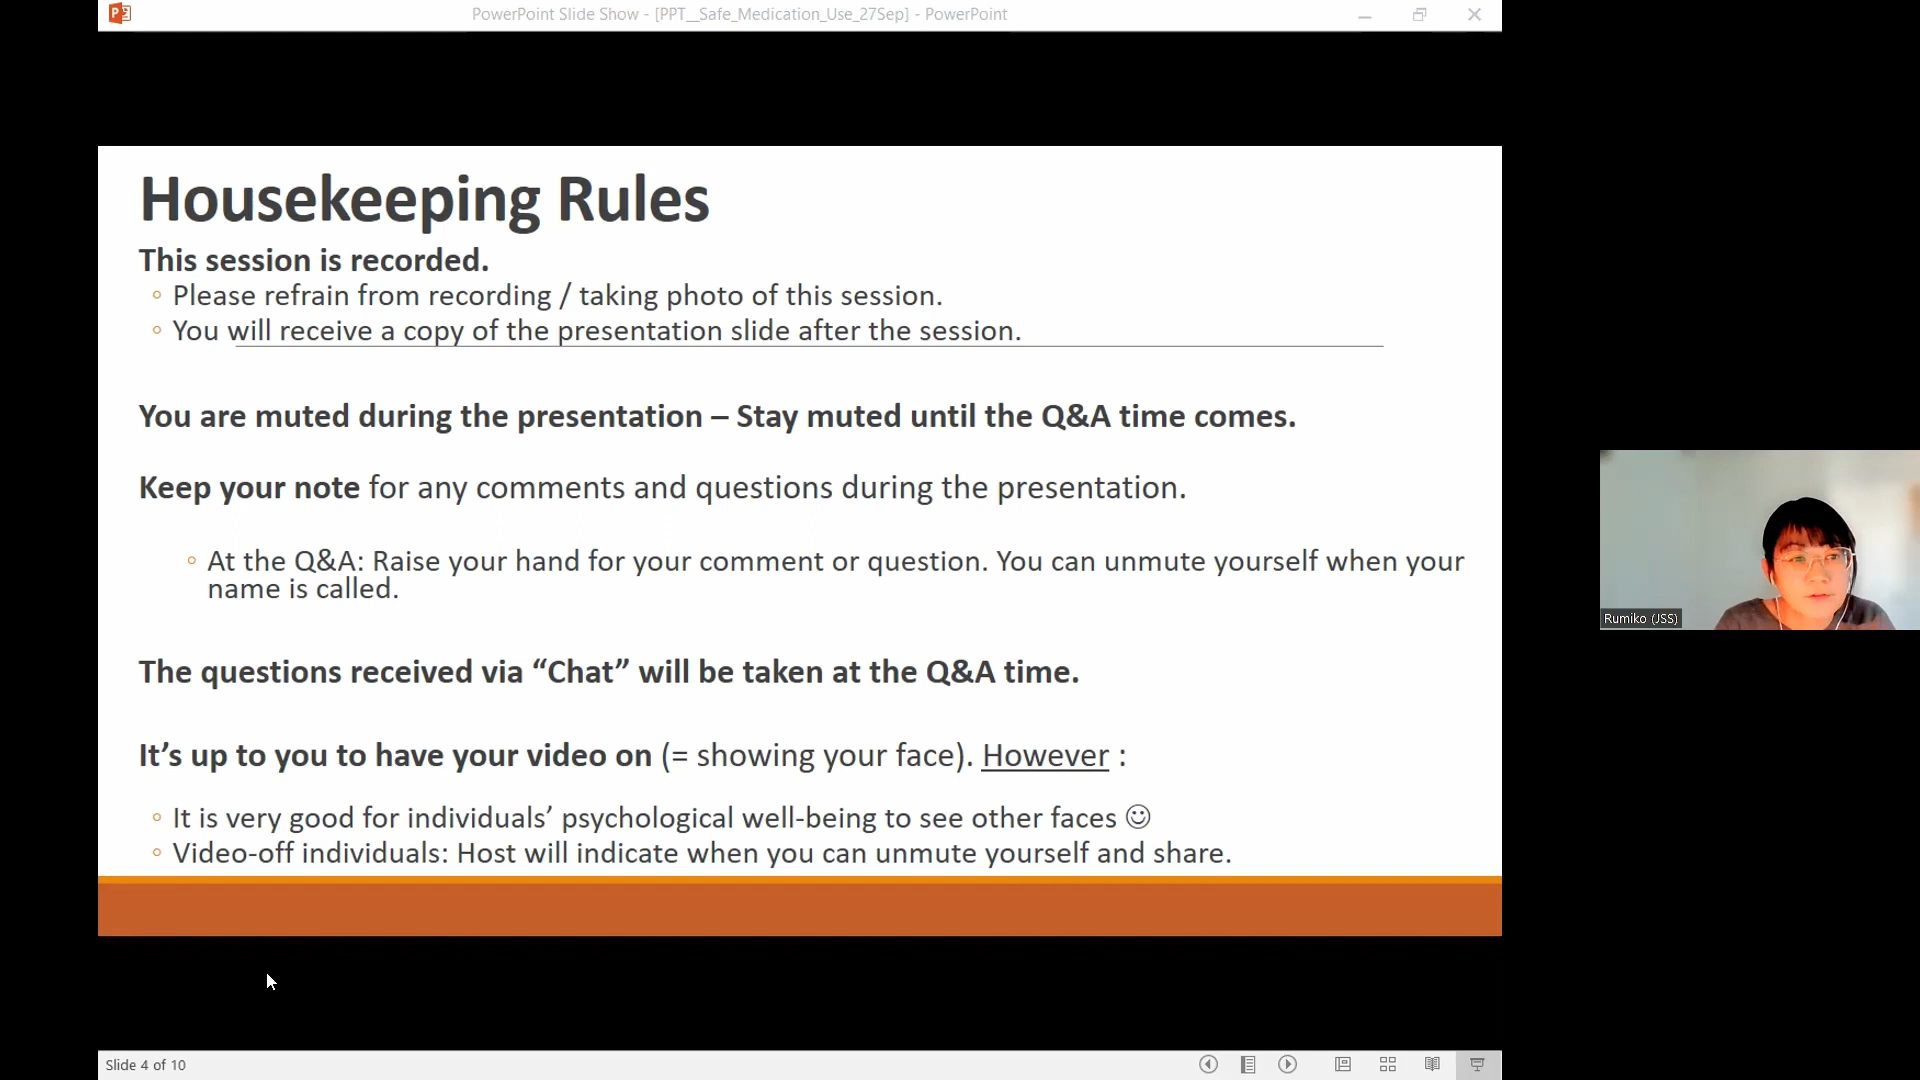 PowerPoint Slide Show - [PPT__Safe_Medication_Use_27Sep] - PowerPoint
Housekeeping Rules
This session is recorded.
◦ Please refrain from recording / taking photo of this session.
◦ You will receive a copy of the presentation slide after the session.
You are muted during the presentation – Stay muted until the Q&A time comes.
Keep your note for any comments and questions during the presentation.
◦ At the Q&A: Raise your hand for your comment or question. You can unmute yourself when your
name is called.
The questions received via “Chat” will be taken at the Q&A time.
It’s up to you to have your video on (= showing your face). However :
◦ It is very good for individuals’ psychological well-being to see other faces ☺
◦ Video-off individuals: Host will indicate when you can unmute yourself and share.
Rumiko (JSS)
Slide 4 of 10